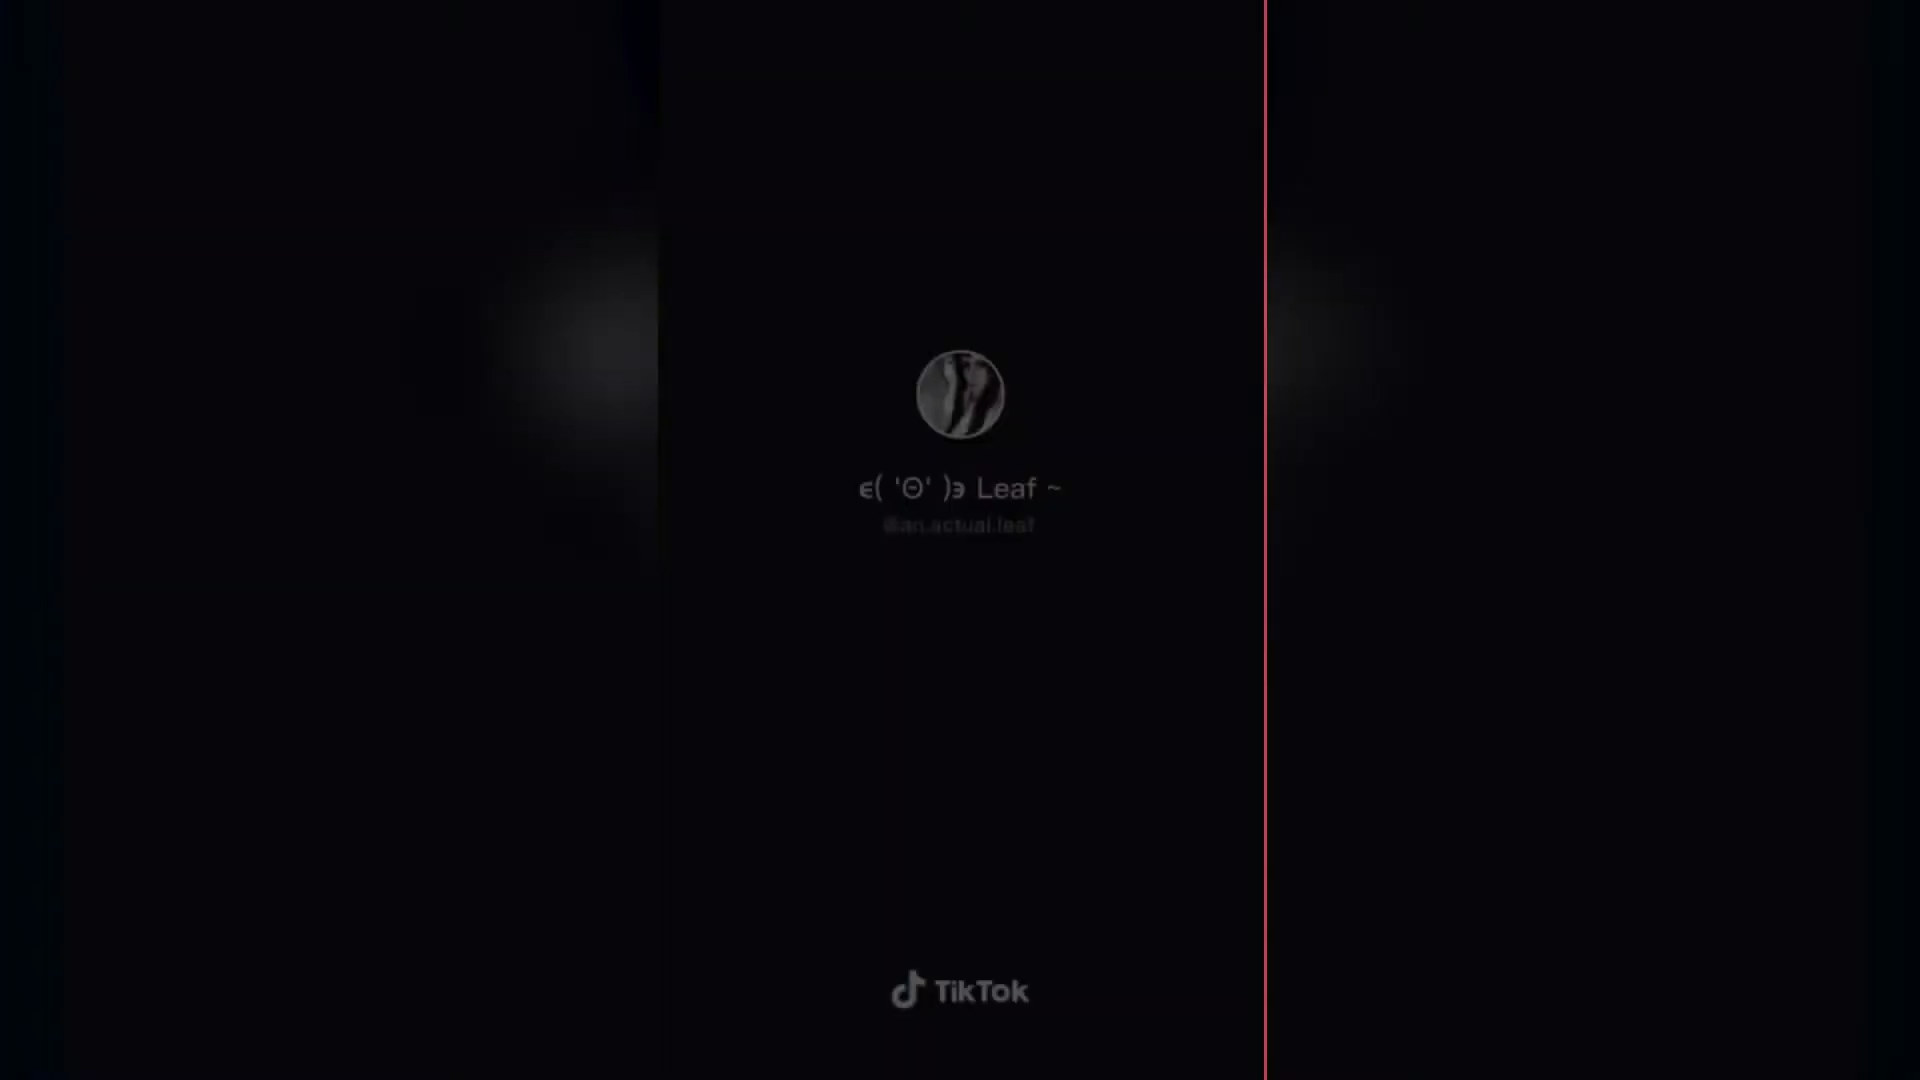 ϵ( 'Θ' )϶ Leaf ~
@an.actual.leaf
TikTok